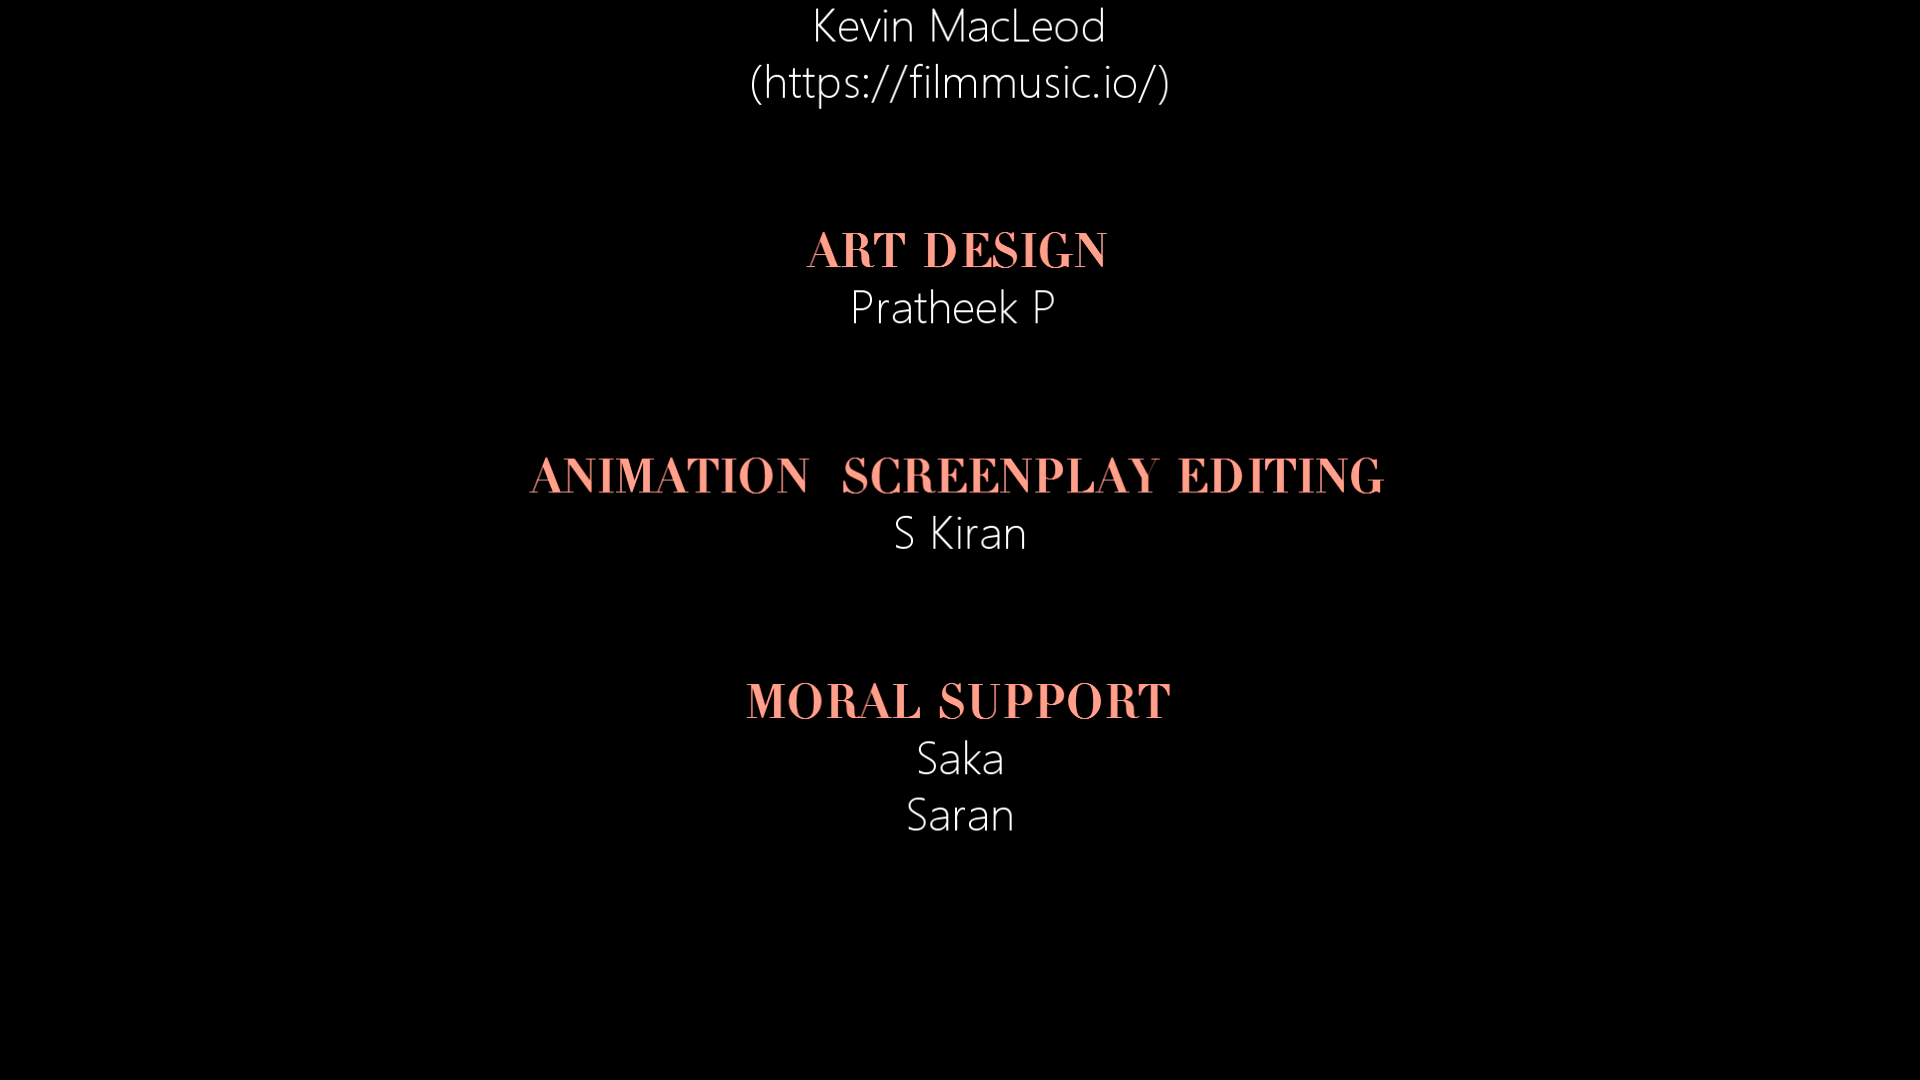 Kevin MacLeod
(https://filmmusic.io/)
ART DESIGN
Pratheek P
ANIMATION  SCREENPLAY EDITING
S Kiran
MORAL SUPPORT
Saka
Saran